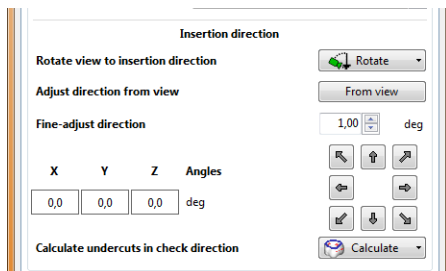 Insertion direction
Rotate view to insertion direction Rotate
Adjust direction from view From view
Fine-adjust direction 1,00 deg
X Y Z Angles
0,0 0,0 0,0 deg
Calculate undercuts in check direction Calculate